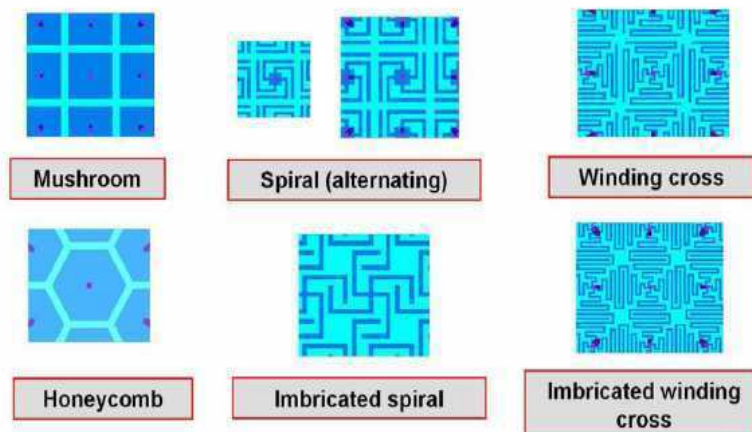 Mushroom
Spiral (alternating)
Winding cross
Honeycomb
Imbricated spiral
Imbricated winding
cross